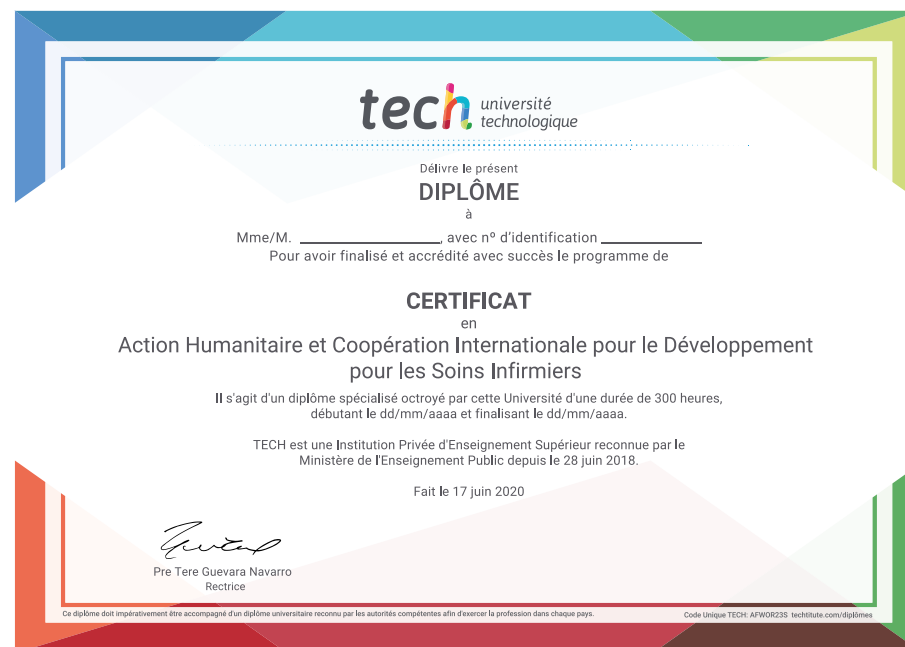 tech université
technologique
Délivre le présent
DIPLÔME
à
Mme/M. ____________________, avec nº d'identification ______________
Pour avoir finalisé et accrédité avec succès le programme de
CERTIFICAT
en
Action Humanitaire et Coopération Internationale pour le Développement
pour les Soins Infirmiers
Il s'agit d'un diplôme spécialisé octroyé par cette Université d'une durée de 300 heures,
débutant le dd/mm/aaaa et finalisant le dd/mm/aaaa.
TECH est une Institution Privée d'Enseignement Supérieur reconnue par le
Ministère de l'Enseignement Public depuis le 28 juin 2018.
Fait le 17 juin 2020
Pre Tere Guevara Navarro
Rectrice
Ce diplôme doit impérativement être accompagné d'un diplôme universitaire reconnu par les autorités compétentes afin d'exercer la profession dans chaque pays.
Code Unique TECH: AFWOR23S techtitute.com/diplômes